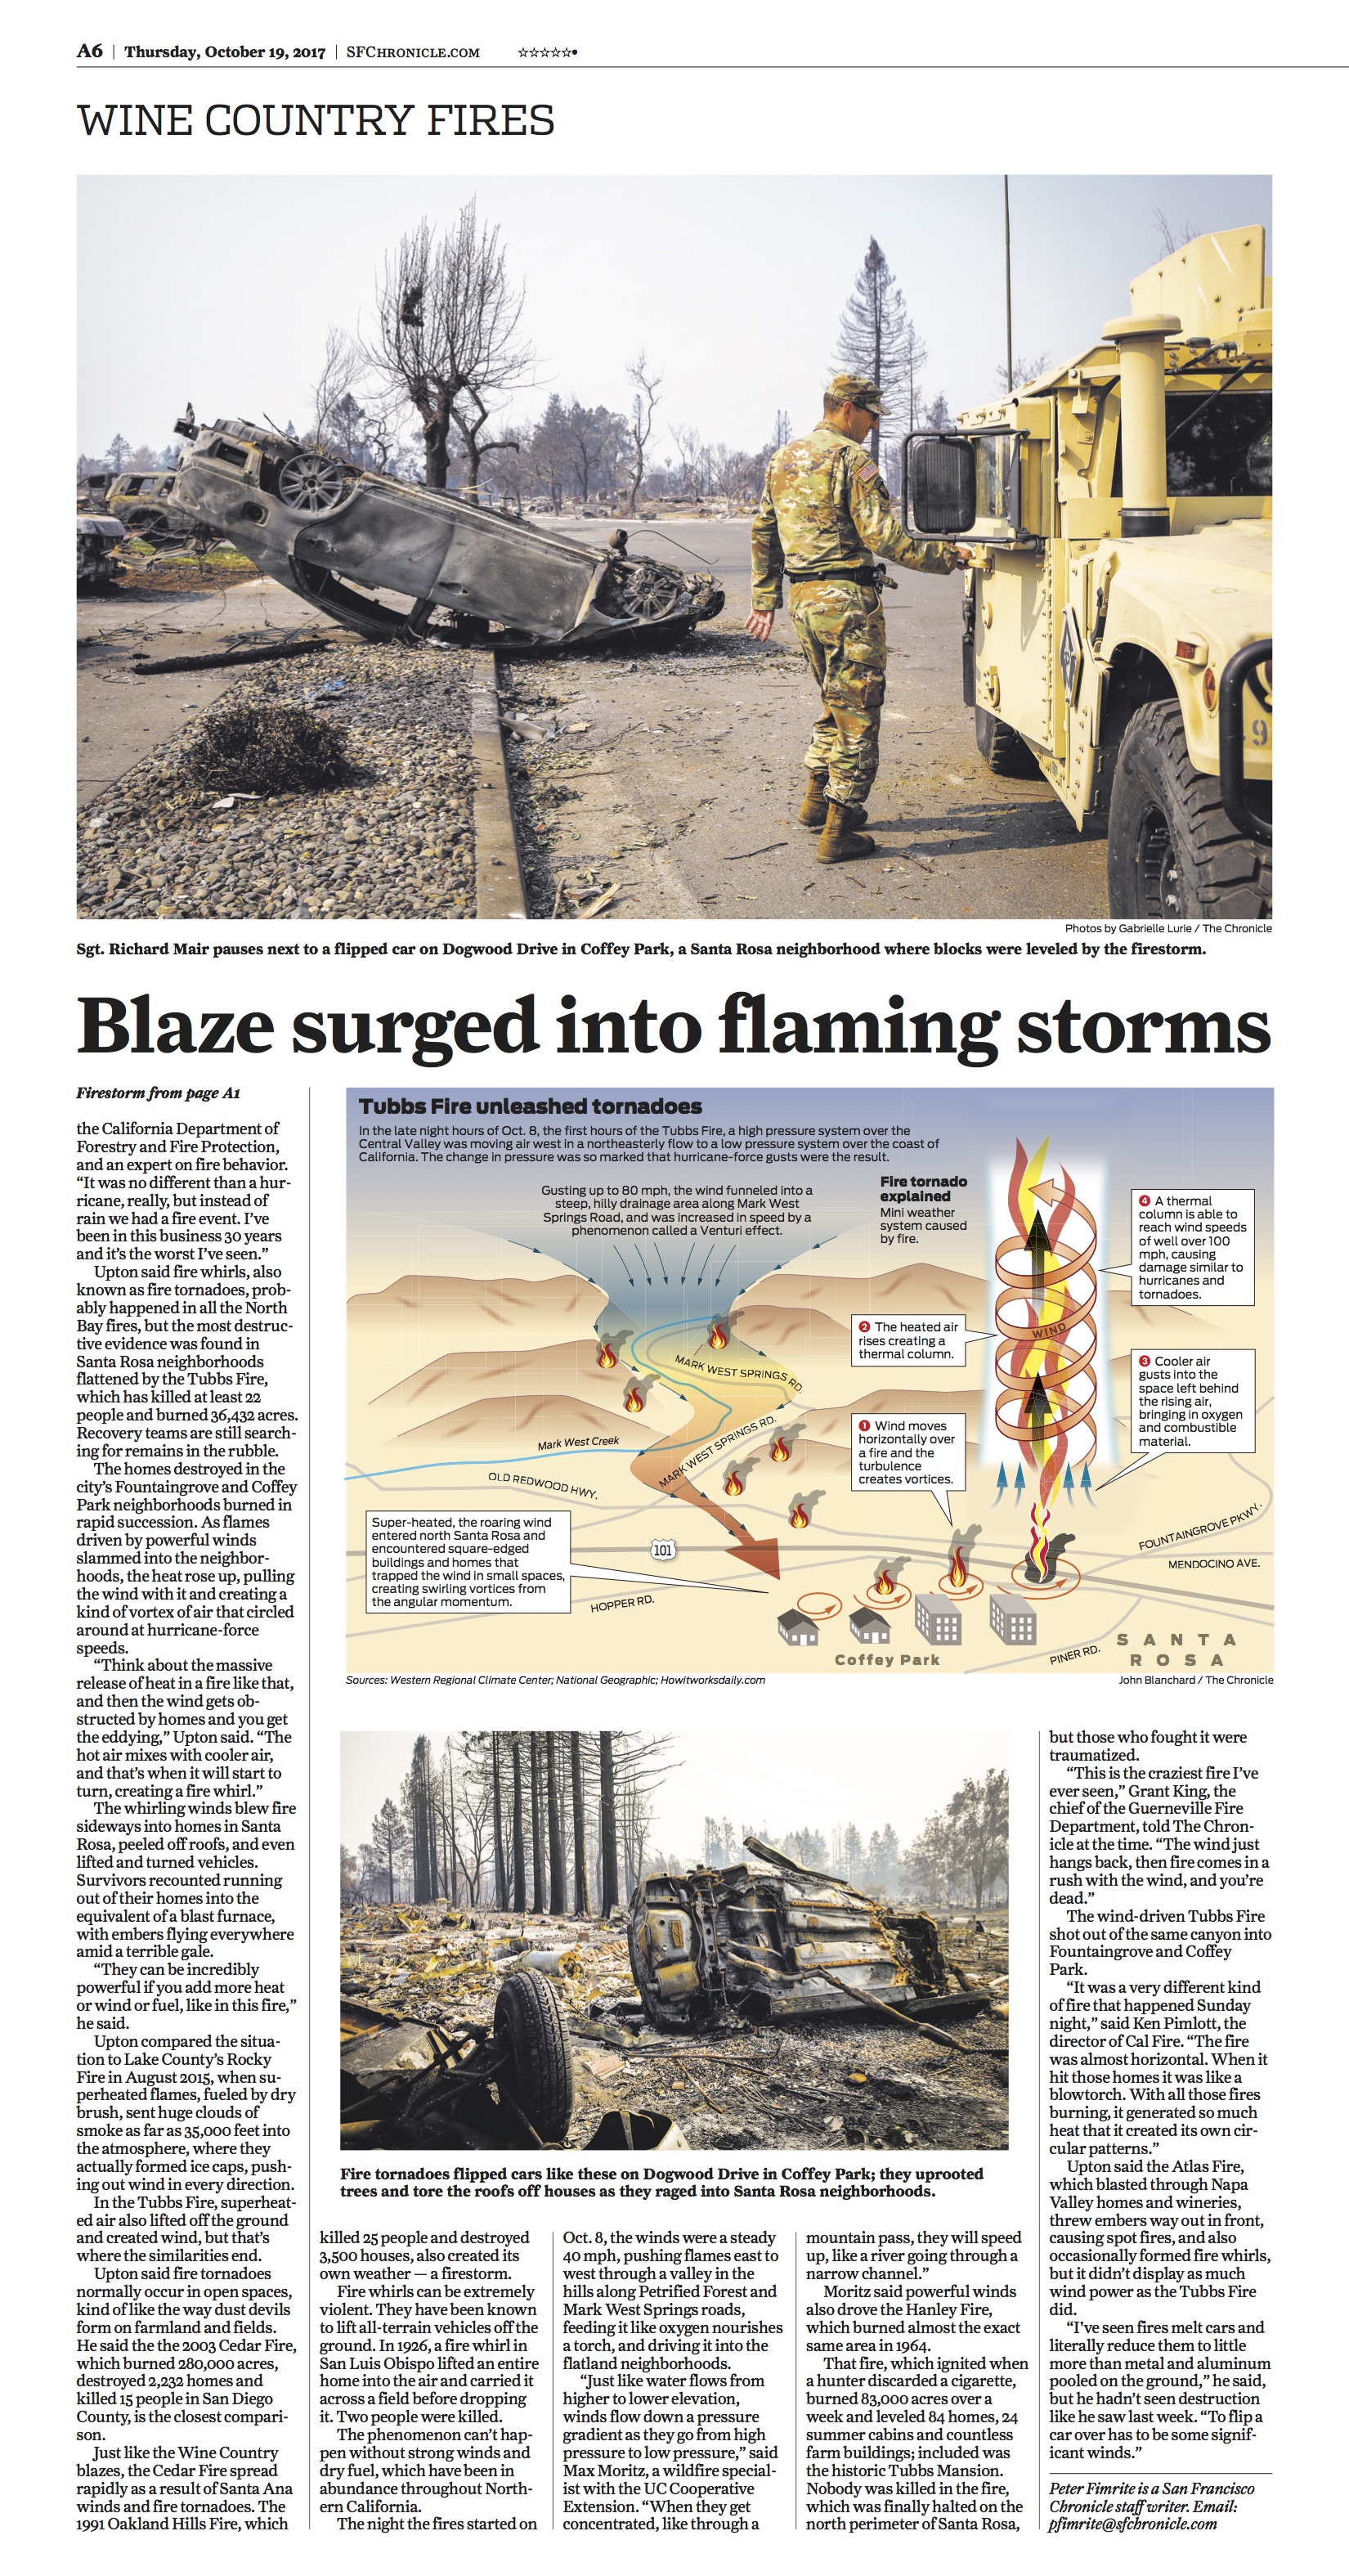 A6 | Thursday, October 19, 2017 | SFChronicle.com ☆☆☆☆☆•
WINE COUNTRY FIRES
9
Photos by Gabrielle Lurie / The Chronicle
Sgt. Richard Mair pauses next to a flipped car on Dogwood Drive in Coffey Park, a Santa Rosa neighborhood where blocks were leveled by the firestorm.
Blaze surged into flaming storms
Firestorm from page A1
the California Department of
Forestry and Fire Protection,
and an expert on fire behavior.
“It was no different than a hur-
ricane, really, but instead of
rain we had a fire event. I’ve
been in this business 30 years
and it’s the worst I’ve seen.”
Upton said fire whirls, also
known as fire tornadoes, prob-
ably happened in all the North
Bay fires, but the most destruc-
tive evidence was found in
Santa Rosa neighborhoods
flattened by the Tubbs Fire,
which has killed at least 22
people and burned 36,432 acres.
Recovery teams are still search-
ing for remains in the rubble.
The homes destroyed in the
city’s Fountaingrove and Coffey
Park neighborhoods burned in
rapid succession. As flames
driven by powerful winds
slammed into the neighbor-
hoods, the heat rose up, pulling
the wind with it and creating a
kind of vortex of air that circled
around at hurricane-force
speeds.
“Think about the massive
release of heat in a fire like that,
and then the wind gets ob-
structed by homes and you get
the eddying,” Upton said. “The
hot air mixes with cooler air,
and that’s when it will start to
turn, creating a fire whirl.”
The whirling winds blew fire
sideways into homes in Santa
Rosa, peeled off roofs, and even
lifted and turned vehicles.
Survivors recounted running
out of their homes into the
equivalent of a blast furnace,
with embers flying everywhere
amid a terrible gale.
“They can be incredibly
powerful if you add more heat
or wind or fuel, like in this fire,”
he said.
Upton compared the situa-
tion to Lake County’s Rocky
Fire in August 2015, when su-
perheated flames, fueled by dry
brush, sent huge clouds of
smoke as far as 35,000 feet into
the atmosphere, where they
actually formed ice caps, push-
ing out wind in every direction.
In the Tubbs Fire, superheat-
ed air also lifted off the ground
and created wind, but that’s
where the similarities end.
Upton said fire tornadoes
normally occur in open spaces,
kind of like the way dust devils
form on farmland and fields.
He said the the 2003 Cedar Fire,
which burned 280,000 acres,
destroyed 2,232 homes and
killed 15 people in San Diego
County, is the closest compari-
son.
Just like the Wine Country
blazes, the Cedar Fire spread
rapidly as a result of Santa Ana
winds and fire tornadoes. The
1991 Oakland Hills Fire, which
Tubbs Fire unleashed tornadoes
In the late night hours of Oct. 8, the first hours of the Tubbs Fire, a high pressure system over the
Central Valley was moving air west in a northeasterly flow to a low pressure system over the coast of
California. The change in pressure was so marked that hurricane-force gusts were the result.
Gusting up to 80 mph, the wind funneled into a
steep, hilly drainage area along Mark West
Springs Road, and was increased in speed by a
phenomenon called a Venturi effect.
Fire tornado
explained
Mini weather
system caused
by fire.
4 A thermal
column is able to
reach wind speeds
of well over 100
mph, causing
damage similar to
hurricanes and
tornadoes.
2 The heated air
rises creating a
thermal column.
WIND
3 Cooler air
gusts into the
space left behind
the rising air,
bringing in oxygen
and combustible
material.
1 Wind moves
horizontally over
a fire and the
turbulence
creates vortices.
MARK WEST SPRINGS RD.
MARK WEST SPRINGS RD.
Mark West Creek
OLD REDWOOD HWY.
Super-heated, the roaring wind
entered north Santa Rosa and
encountered square-edged
buildings and homes that
trapped the wind in small spaces,
creating swirling vortices from
the angular momentum.
101
HOPPER RD.
FOUNTAINGROVE PKWY.
MENDOCINO AVE.
PINER RD.
Coffey Park
SANTA
ROSA
Sources: Western Regional Climate Center; National Geographic; Howitworksdaily.com
John Blanchard / The Chronicle
Fire tornadoes flipped cars like these on Dogwood Drive in Coffey Park; they uprooted
trees and tore the roofs off houses as they raged into Santa Rosa neighborhoods.
killed 25 people and destroyed
3,500 houses, also created its
own weather — a firestorm.
Fire whirls can be extremely
violent. They have been known
to lift all-terrain vehicles off the
ground. In 1926, a fire whirl in
San Luis Obispo lifted an entire
home into the air and carried it
across a field before dropping
it. Two people were killed.
The phenomenon can’t hap-
pen without strong winds and
dry fuel, which have been in
abundance throughout North-
ern California.
The night the fires started on
Oct. 8, the winds were a steady
40 mph, pushing flames east to
west through a valley in the
hills along Petrified Forest and
Mark West Springs roads,
feeding it like oxygen nourishes
a torch, and driving it into the
flatland neighborhoods.
“Just like water flows from
higher to lower elevation,
winds flow down a pressure
gradient as they go from high
pressure to low pressure,” said
Max Moritz, a wildfire special-
ist with the UC Cooperative
Extension. “When they get
concentrated, like through a
mountain pass, they will speed
up, like a river going through a
narrow channel.”
Moritz said powerful winds
also drove the Hanley Fire,
which burned almost the exact
same area in 1964.
That fire, which ignited when
a hunter discarded a cigarette,
burned 83,000 acres over a
week and leveled 84 homes, 24
summer cabins and countless
farm buildings; included was
the historic Tubbs Mansion.
Nobody was killed in the fire,
which was finally halted on the
north perimeter of Santa Rosa,
but those who fought it were
traumatized.
“This is the craziest fire I’ve
ever seen,” Grant King, the
chief of the Guerneville Fire
Department, told The Chron-
icle at the time. “The wind just
hangs back, then fire comes in a
rush with the wind, and you’re
dead.”
The wind-driven Tubbs Fire
shot out of the same canyon into
Fountaingrove and Coffey
Park.
“It was a very different kind
of fire that happened Sunday
night,” said Ken Pimlott, the
director of Cal Fire. “The fire
was almost horizontal. When it
hit those homes it was like a
blowtorch. With all those fires
burning, it generated so much
heat that it created its own cir-
cular patterns.”
Upton said the Atlas Fire,
which blasted through Napa
Valley homes and wineries,
threw embers way out in front,
causing spot fires, and also
occasionally formed fire whirls,
but it didn’t display as much
wind power as the Tubbs Fire
did.
“I've seen fires melt cars and
literally reduce them to little
more than metal and aluminum
pooled on the ground,” he said,
but he hadn’t seen destruction
like he saw last week. “To flip a
car over has to be some signif-
icant winds.”
Peter Fimrite is a San Francisco
Chronicle staff writer. Email:
pfimrite@sfchronicle.com